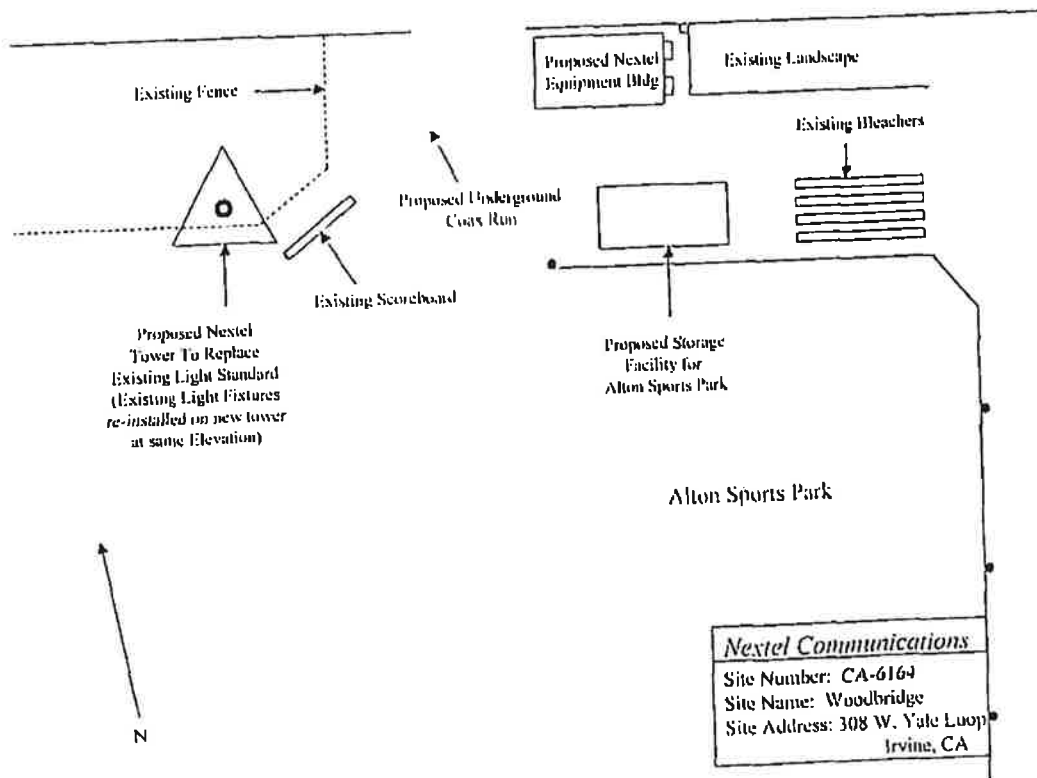 Proposed Nextel
Equipment Bldg
Existing Landscape
Existing Fence
Existing Bleachers
Proposed Underground
Coax Run
Existing Scoreboard
Proposed Nextel
Tower To Replace
Existing Light Standard
(Existing Light Fixtures
re-installed on new tower
at same Elevation)
Proposed Storage
Facility for
Alton Sports Park
Alton Sports Park
N
Nextel Communications
Site Number: CA-6164
Site Name: Woodbridge
Site Address: 308 W. Yale Loop
Irvine, CA